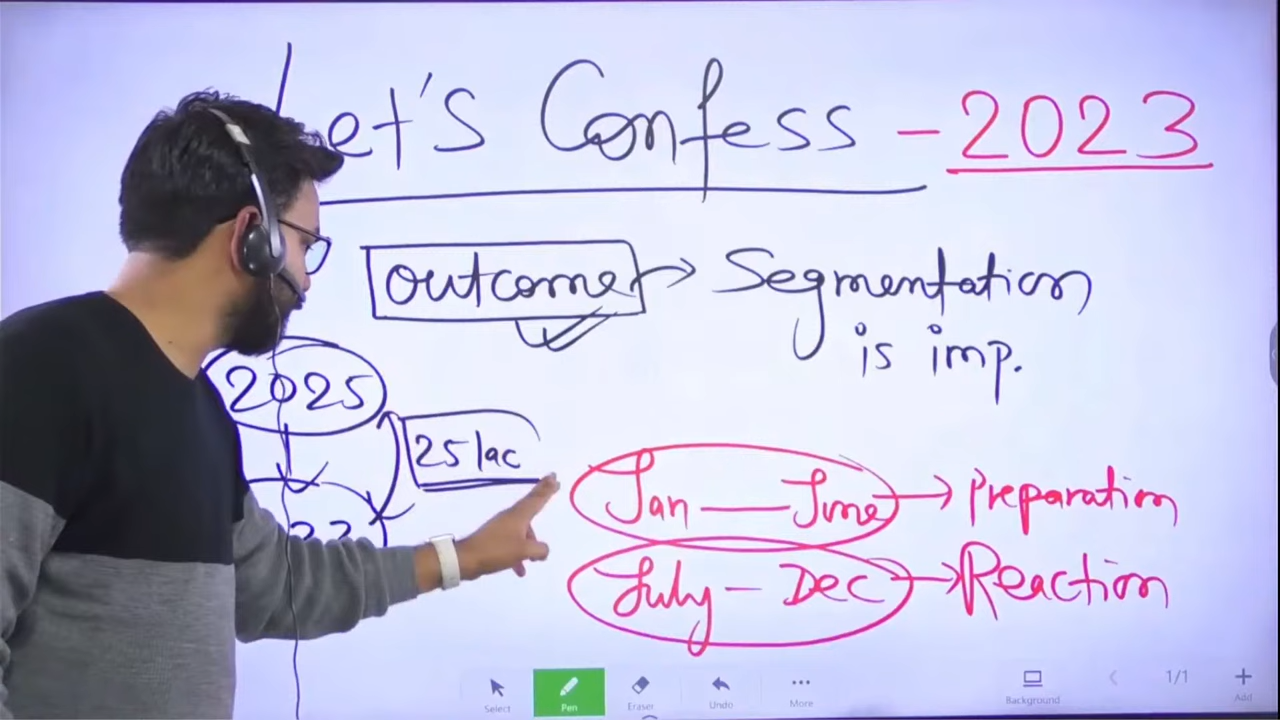 Let's Confess - 2023
outcome → Segmentation
is imp.
2025
25 lac
Jan — June → Preparation
July - Dec → Reaction
Select Pen Eraser Undo More Background 1/1 Add